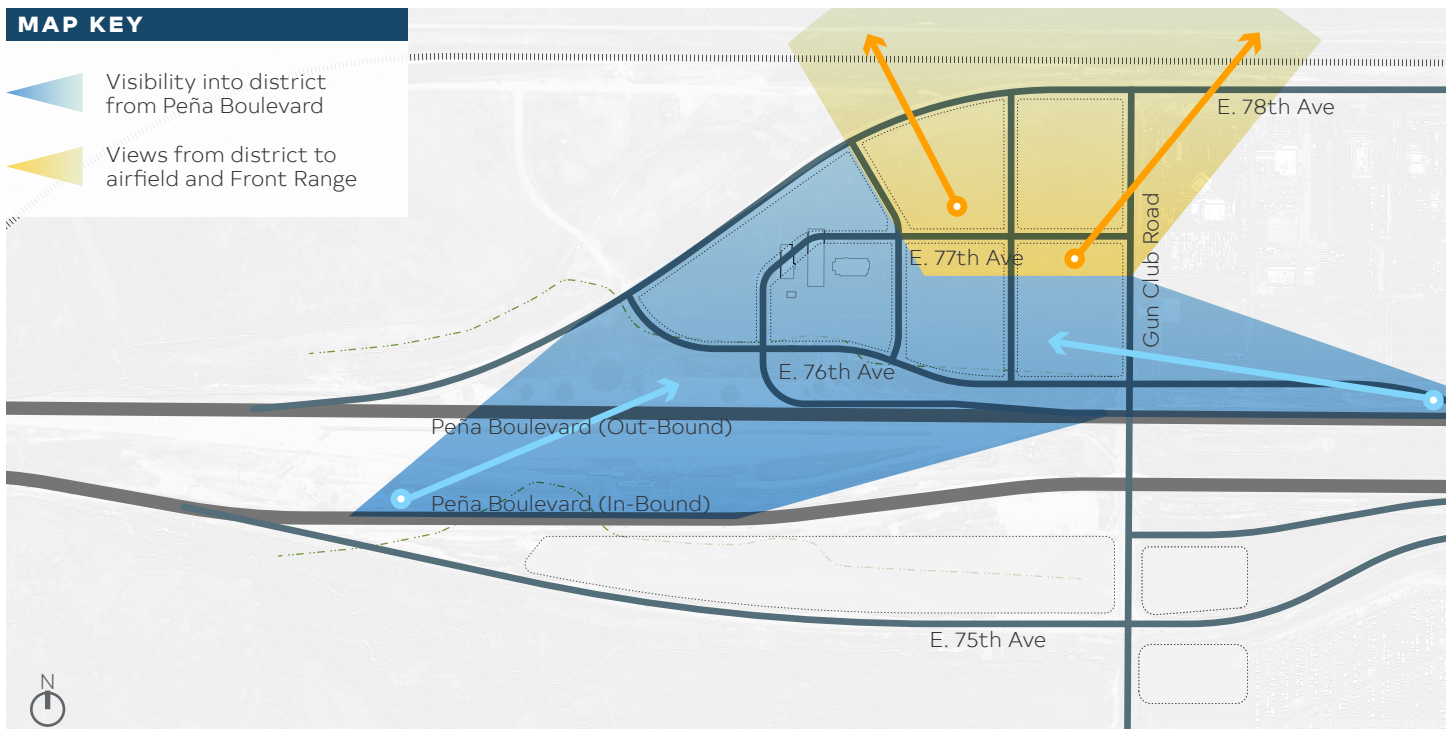 MAP KEY
Visibility into district
from Peña Boulevard
Views from district to
airfield and Front Range
E. 78th Ave
Gun Club Road
E. 77th Ave
E. 76th Ave
Peña Boulevard (Out-Bound)
Peña Boulevard (In-Bound)
E. 75th Ave
N